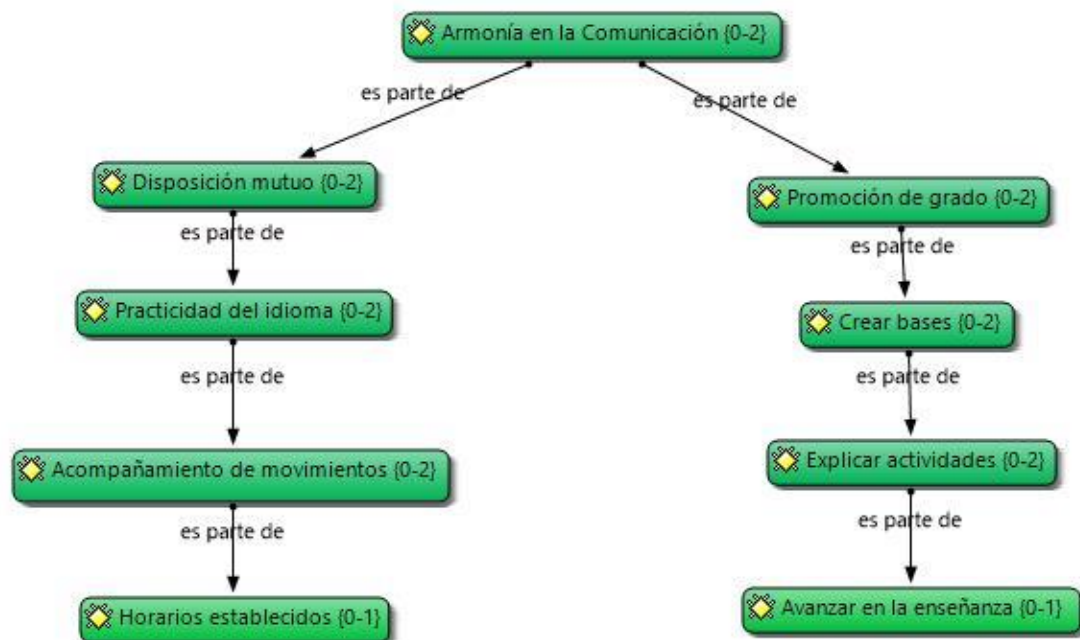 Armonía en la Comunicación {0-2}
es parte de
es parte de
Disposición mutuo {0-2}
Promoción de grado {0-2}
es parte de
es parte de
Practicidad del idioma {0-2}
Crear bases {0-2}
es parte de
es parte de
Acompañamiento de movimientos {0-2}
Explicar actividades {0-2}
es parte de
es parte de
Horarios establecidos {0-1}
Avanzar en la enseñanza {0-1}